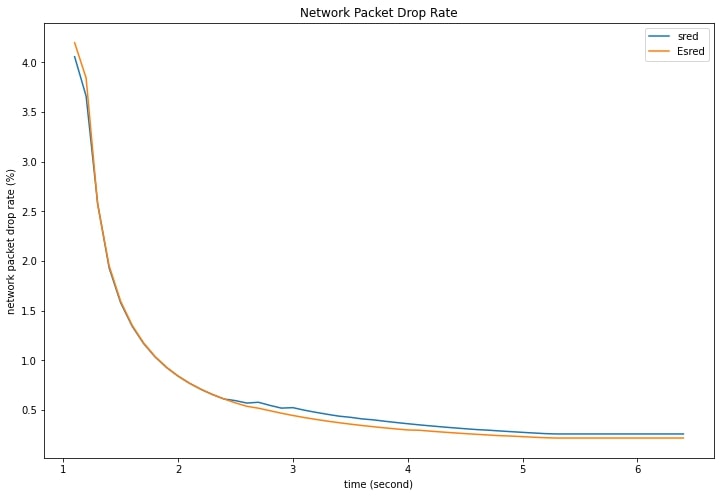 Network Packet Drop Rate
sred
Esred
network packet drop rate (%)
4.0
3.5
3.0
2.5
2.0
1.5
1.0
0.5
1
2
3
4
5
6
time (second)